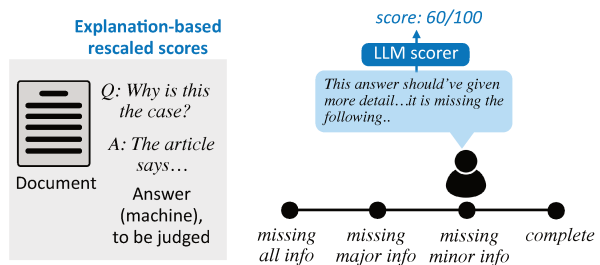 Explanation-based
rescaled scores
Q: Why is this
the case?
A: The article
says…
Document
Answer
(machine),
to be judged
score: 60/100
LLM scorer
This answer should’ve given
more detail…it is missing the
following..
missing
all info
missing
major info
missing
minor info
complete